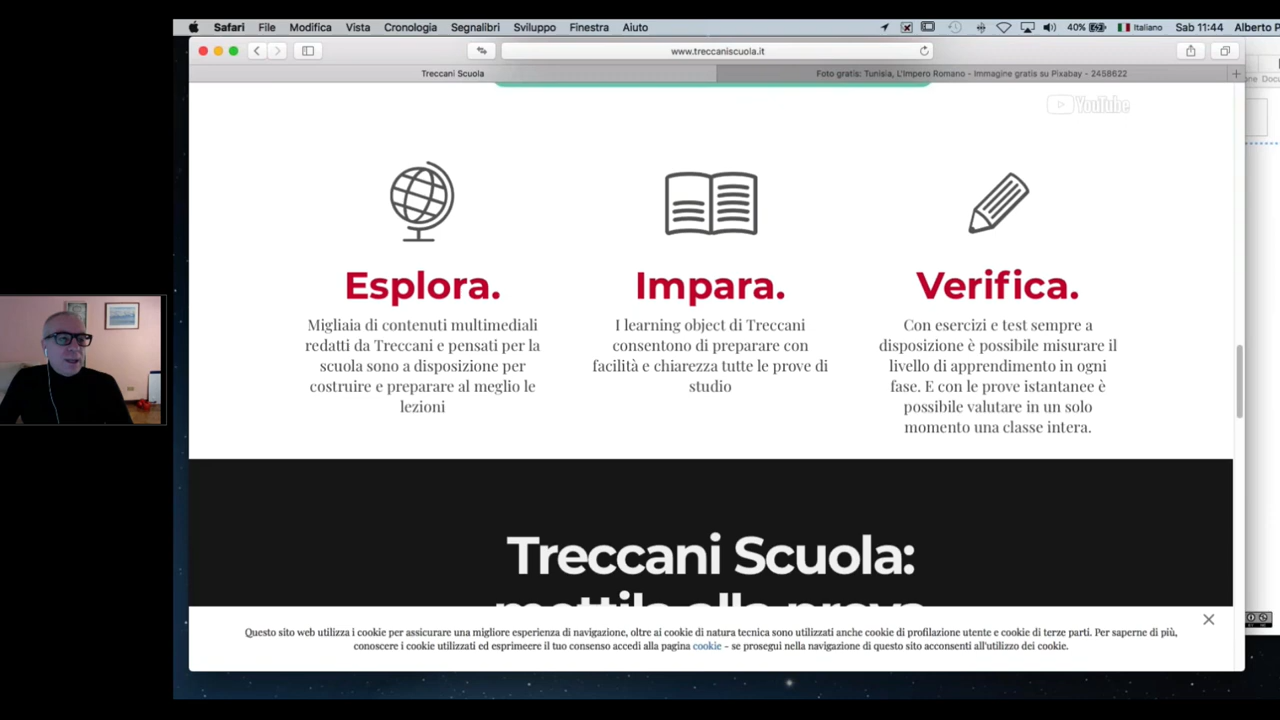 Safari File Modifica Vista Cronologia Segnalibri Sviluppo Finestra Aiuto 40% Italiano Sab 11:44 Alberto P
www.treccaniscuola.it
Treccani Scuola Foto gratis: Tunisia, L'Impero Romano - Immagine gratis su Pixabay - 2458622
YouTube
Esplora.
Migliaia di contenuti multimediali
redatti da Treccani e pensati per la
scuola sono a disposizione per
costruire e preparare al meglio le
lezioni
Impara.
I learning object di Treccani
consentono di preparare con
facilità e chiarezza tutte le prove di
studio
Verifica.
Con esercizi e test sempre a
disposizione è possibile misurare il
livello di apprendimento in ogni
fase. E con le prove istantanee è
possibile valutare in un solo
momento una classe intera.
Treccani Scuola:
mettila alla prova
Questo sito web utilizza i cookie per assicurare una migliore esperienza di navigazione, oltre ai cookie di natura tecnica sono utilizzati anche cookie di profilazione utente e cookie di terze parti. Per saperne di più,
conoscere i cookie utilizzati ed esprimere il tuo consenso accedi alla pagina cookie - se prosegui nella navigazione di questo sito acconsenti all'utilizzo dei cookie.